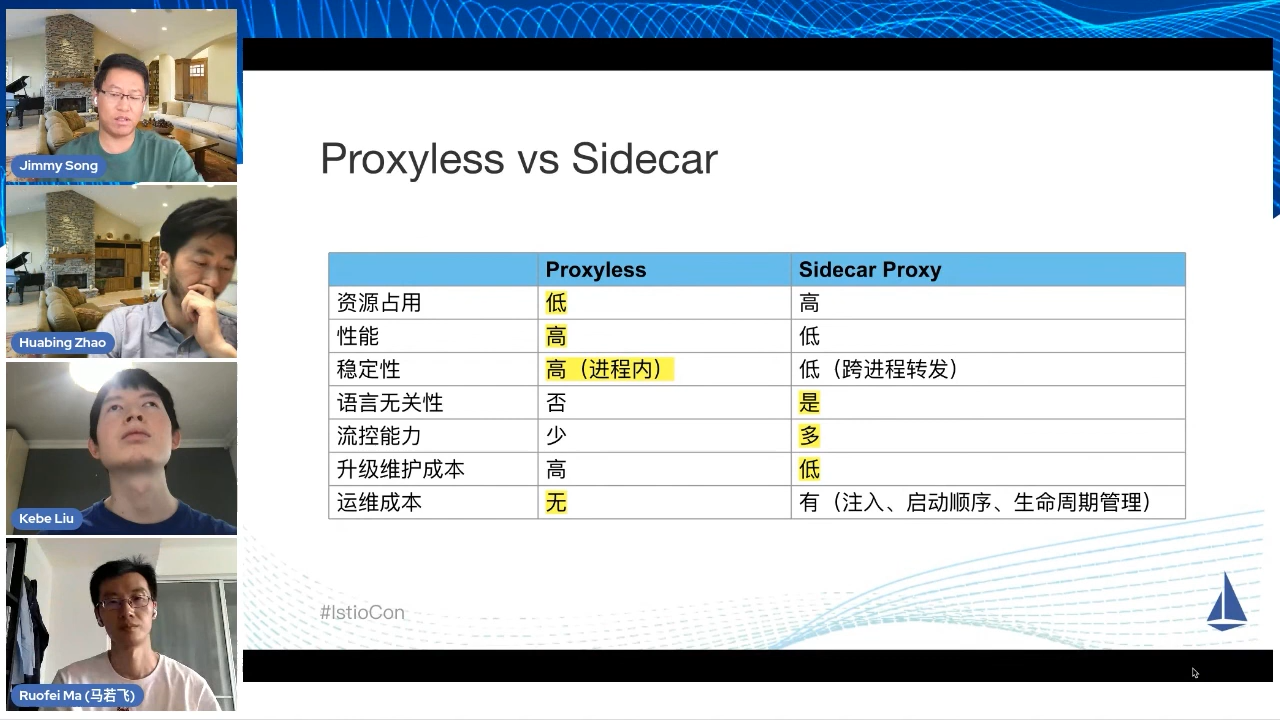 Jimmy Song
Huabing Zhao
Kebe Liu
Ruofei Ma (马若飞)
Proxyless vs Sidecar
Proxyless Sidecar Proxy
资源占用 低 高
性能 高 低
稳定性 高（进程内） 低（跨进程转发）
语言无关性 否 是
流控能力 少 多
升级维护成本 高 低
运维成本 无 有（注入、启动顺序、生命周期管理）
#IstioCon